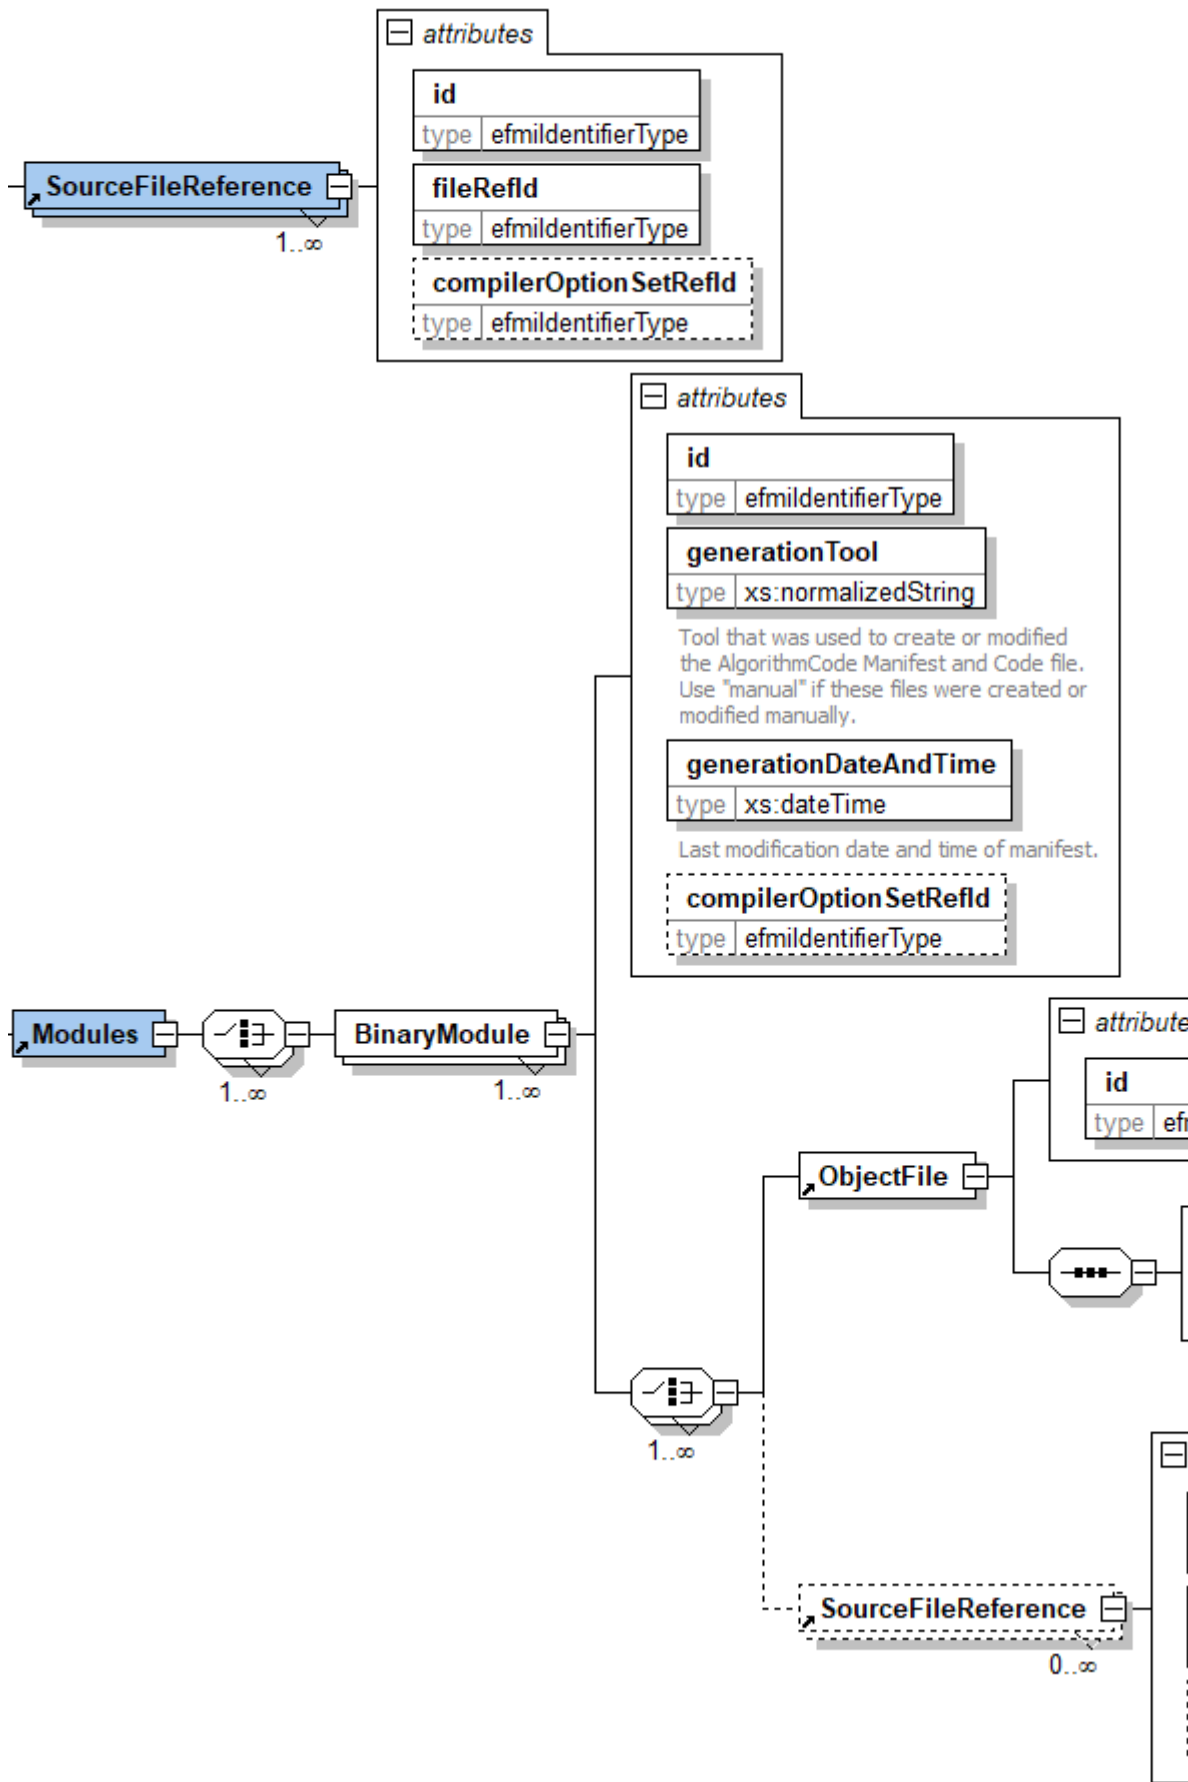 attributes
id
type efmiIdentifierType
SourceFileReference
fileRefId
type efmiIdentifierType
1..∞
compilerOptionSetRefId
type efmiIdentifierType
attributes
id
type efmiIdentifierType
generationTool
type xs:normalizedString
Tool that was used to create or modified
the AlgorithmCode Manifest and Code file.
Use "manual" if these files were created or
modified manually.
generationDateAndTime
type xs:dateTime
Last modification date and time of manifest.
compilerOptionSetRefId
type efmiIdentifierType
Modules
1..∞
BinaryModule
1..∞
attribute
id
type
ObjectFile
1..∞
SourceFileReference
0..∞